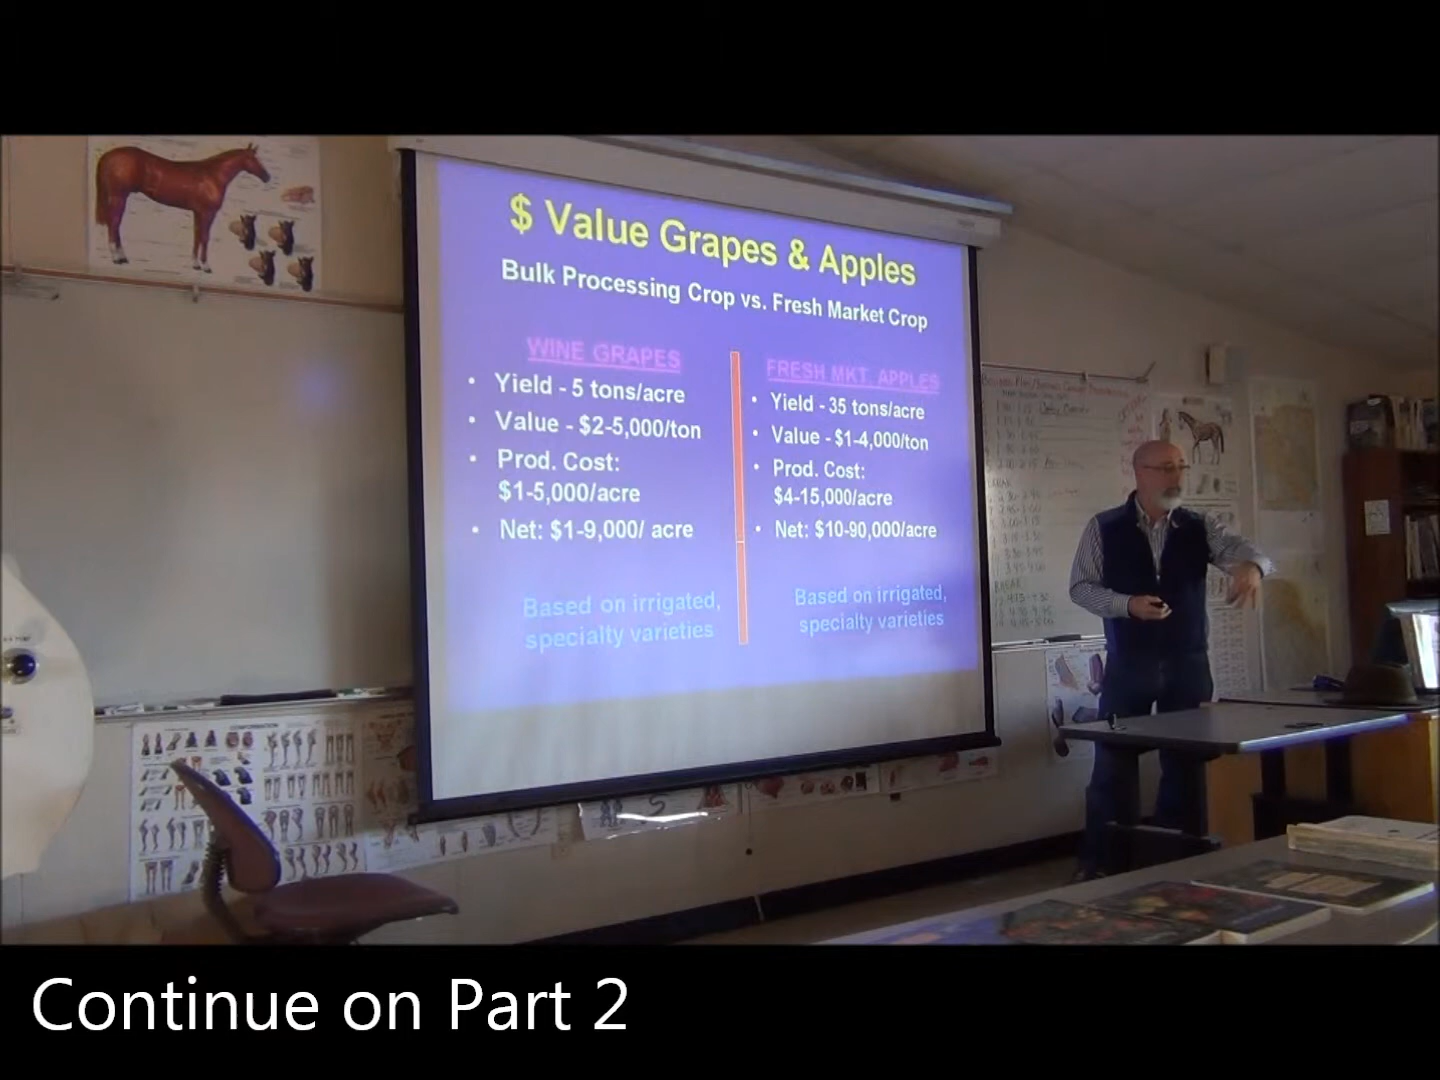 $ Value Grapes & Apples
Bulk Processing Crop vs. Fresh Market Crop
WINE GRAPES
• Yield - 5 tons/acre
• Value - $2-5,000/ton
• Prod. Cost:
$1-5,000/acre
• Net: $1-9,000/ acre
Based on irrigated,
specialty varieties
FRESH MKT. APPLES
• Yield - 35 tons/acre
• Value - $1-4,000/ton
• Prod. Cost:
$4-15,000/acre
• Net: $10-90,000/acre
Based on irrigated,
specialty varieties
Continue on Part 2